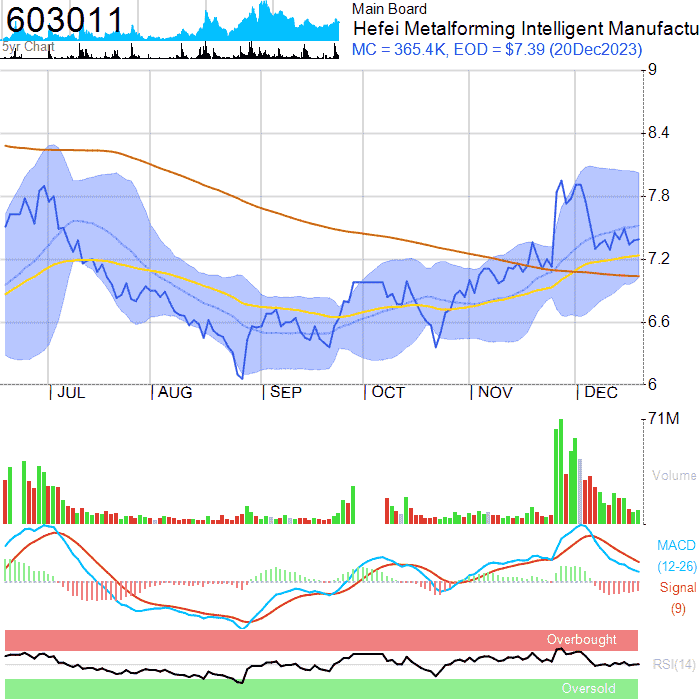 603011
5yr Chart
Main Board
Hefei Metalforming Intelligent Manufactu
MC = 365.4K, EOD = $7.39 (20Dec2023)
9
8.4
7.8
7.2
6.6
6
JUL AUG SEP OCT NOV DEC
71M
Volume
MACD
(12-26)
Signal
(9)
Overbought
RSI(14)
Oversold